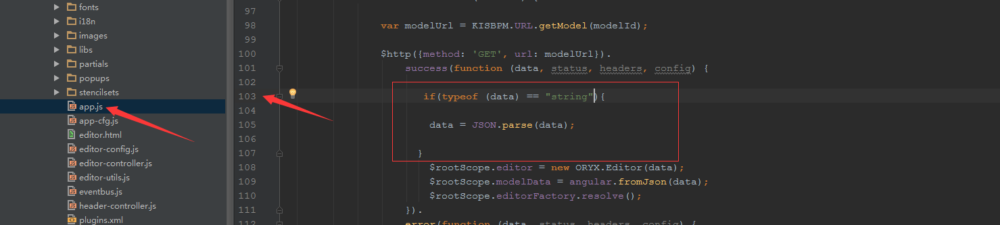 fonts
i18n
images
libs
partials
popups
stencilsets
app.js
app-cfg.js
editor.html
editor-config.js
editor-controller.js
editor-utils.js
eventbus.js
header-controller.js
plugins.xml
97
98 var modelUrl = KISBPM.URL.getModel(modelId);
99
100 $http({method: 'GET', url: modelUrl}).
101 success(function (data, status, headers, config) {
102
103 if(typeof (data) == "string"){
104
105 data = JSON.parse(data);
106
107 }
108 $rootScope.editor = new ORYX.Editor(data);
109 $rootScope.modelData = angular.fromJson(data);
110 $rootScope.editorFactory.resolve();
111 }).
112 error(function (data, status, headers, config) {